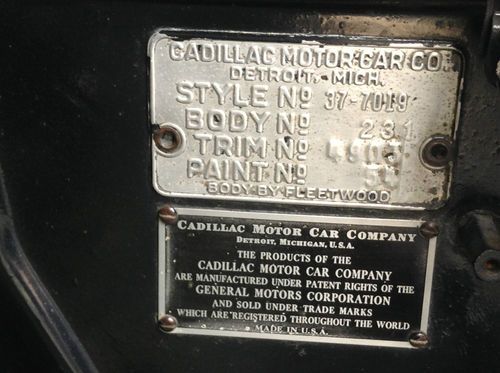 CADILLAC MOTOR CAR CO.
DETROIT, MICH.
STYLE Nº 37-7019
BODY Nº 231
TRIM Nº
PAINT Nº
BODY BY FLEETWOOD
CADILLAC MOTOR CAR COMPANY
DETROIT, MICHIGAN, U.S.A.
THE PRODUCTS OF THE
CADILLAC MOTOR CAR COMPANY
ARE MANUFACTURED UNDER PATENT RIGHTS OF THE
GENERAL MOTORS CORPORATION
AND SOLD UNDER TRADE MARKS
WHICH ARE REGISTERED THROUGHOUT THE WORLD
MADE IN U.S.A.